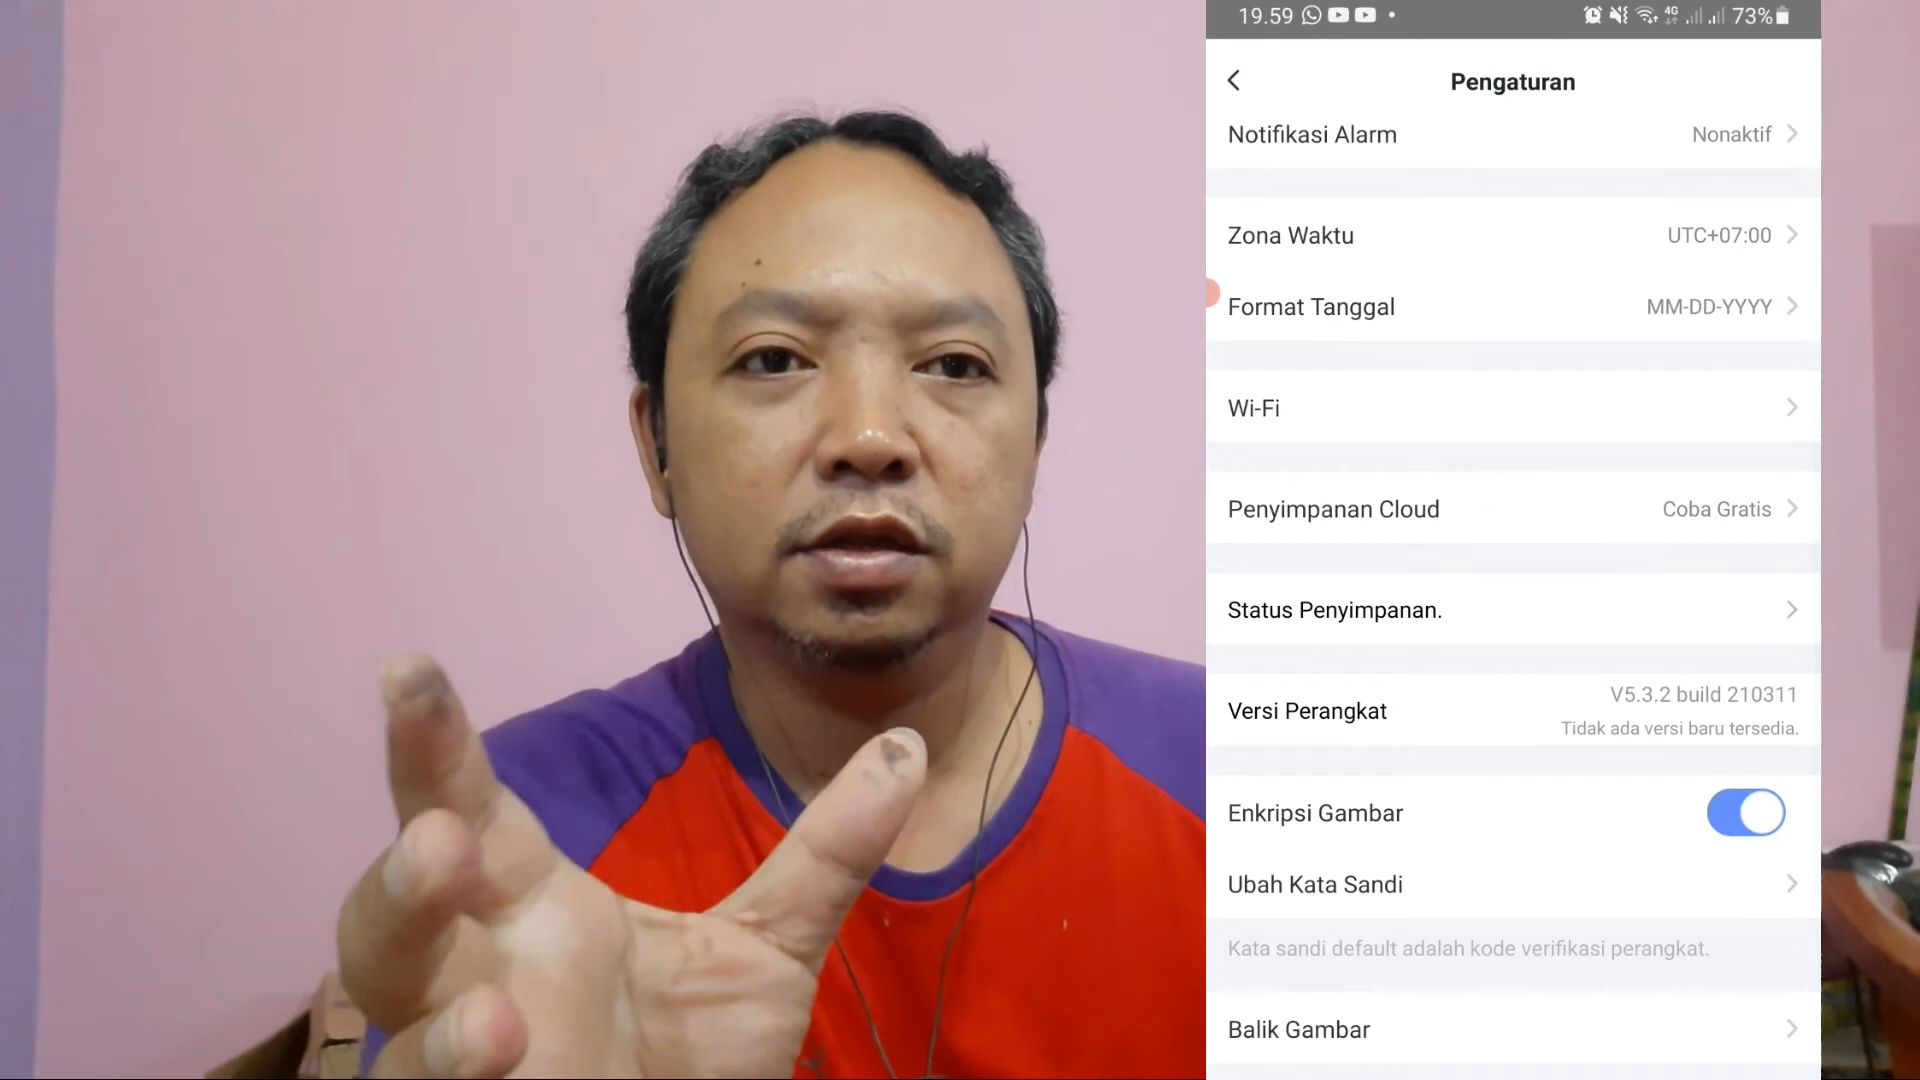 19.59
4G
73%
Pengaturan
Notifikasi Alarm Nonaktif
Zona Waktu UTC+07:00
Format Tanggal MM-DD-YYYY
Wi-Fi
Penyimpanan Cloud Coba Gratis
Status Penyimpanan.
V5.3.2 build 210311
Versi Perangkat
Tidak ada versi baru tersedia.
Enkripsi Gambar
Ubah Kata Sandi
Kata sandi default adalah kode verifikasi perangkat.
Balik Gambar